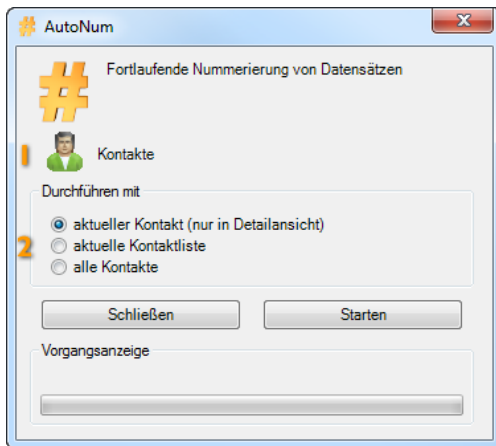 AutoNum
Fortlaufende Nummerierung von Datensätzen
1
Kontakte
Durchführen mit
aktueller Kontakt (nur in Detailansicht)
2
aktuelle Kontaktliste
alle Kontakte
Schließen Starten
Vorgangsanzeige